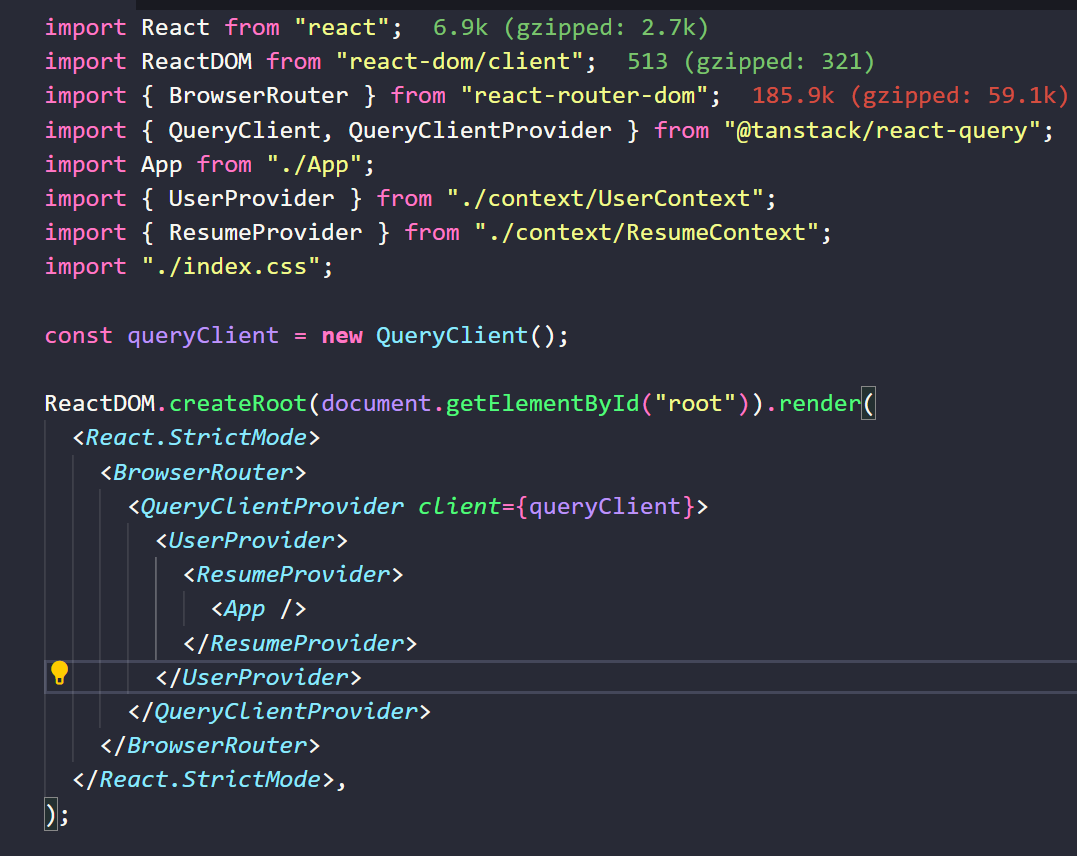 import React from "react";  6.9k (gzipped: 2.7k)
import ReactDOM from "react-dom/client";  513 (gzipped: 321)
import { BrowserRouter } from "react-router-dom";  185.9k (gzipped: 59.1k)
import { QueryClient, QueryClientProvider } from "@tanstack/react-query";
import App from "./App";
import { UserProvider } from "./context/UserContext";
import { ResumeProvider } from "./context/ResumeContext";
import "./index.css";

const queryClient = new QueryClient();

ReactDOM.createRoot(document.getElementById("root")).render(
  <React.StrictMode>
    <BrowserRouter>
      <QueryClientProvider client={queryClient}>
        <UserProvider>
          <ResumeProvider>
            <App />
          </ResumeProvider>
        </UserProvider>
      </QueryClientProvider>
    </BrowserRouter>
  </React.StrictMode>,
);